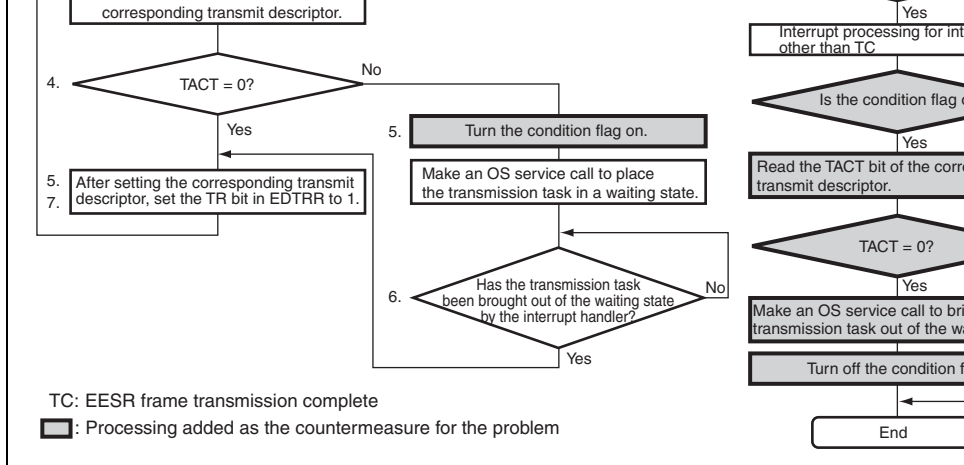 corresponding transmit descriptor.
4.
TACT = 0?
No
Yes
5.
7.
After setting the corresponding transmit
descriptor, set the TR bit in EDTRR to 1.
5.
Turn the condition flag on.
Make an OS service call to place
the transmission task in a waiting state.
6.
Has the transmission task
been brought out of the waiting state
by the interrupt handler?
No
Yes
Yes
Interrupt processing for
other than TC
Is the condition flag
Yes
Read the TACT bit of the
transmit descriptor.
TACT = 0?
Yes
Make an OS service call to
transmission task out of the
Turn off the condition
End
TC: EESR frame transmission complete
: Processing added as the countermeasure for the problem